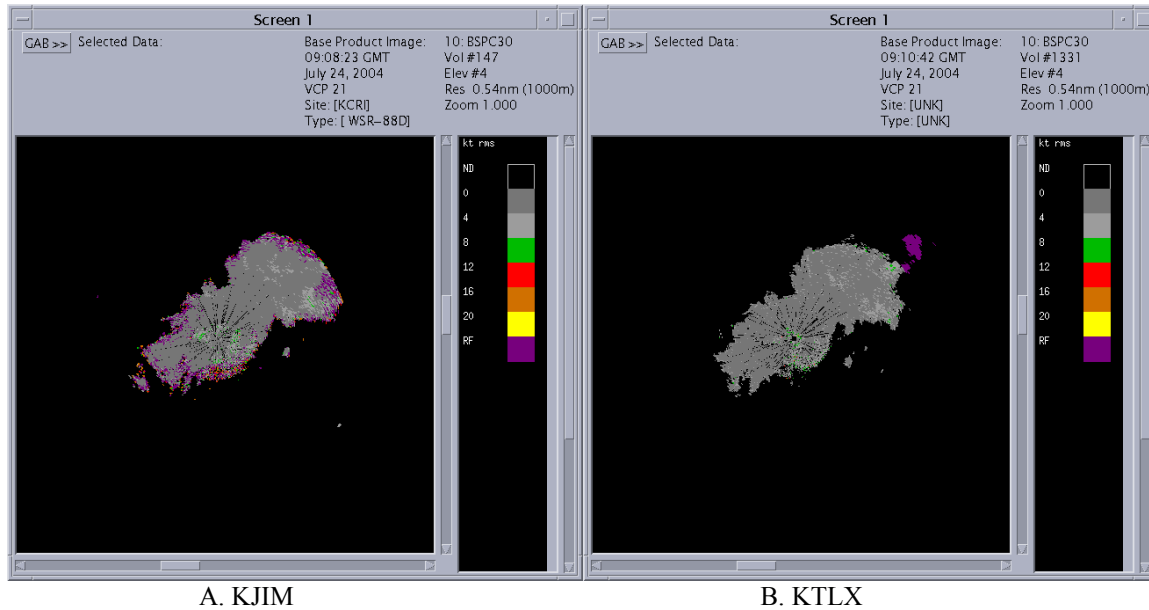 Screen 1
GAB >> Selected Data:
Base Product Image: 10: BSPC30
09:08:23 GMT Vol #147
July 24, 2004 Elev #4
VCP 21 Res 0.54nm (1000m)
Site: [KCRI] Zoom 1.000
Type: [ WSR-88D]
kt rms
ND
0
4
8
12
16
20
RF
A. KJIM
Screen 1
GAB >> Selected Data:
Base Product Image: 10: BSPC30
09:10:42 GMT Vol #1331
July 24, 2004 Elev #4
VCP 21 Res 0.54nm (1000m)
Site: [UNK] Zoom 1.000
Type: [UNK]
kt rms
ND
0
4
8
12
16
20
RF
B. KTLX